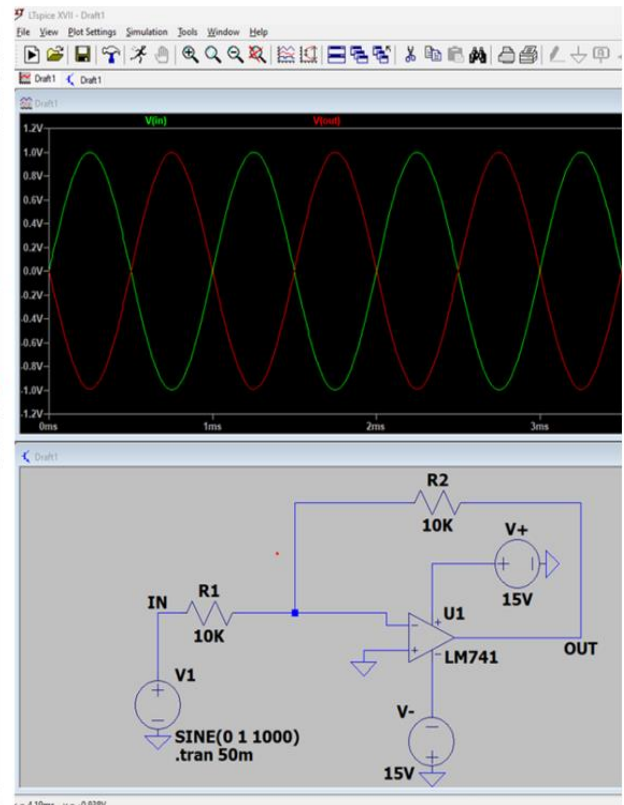 LTspice XVII - Draft1
File View Plot Settings Simulation Tools Window Help
Draft1 Draft1
Draft1
V(in) V(out)
1.2V
1.0V
0.8V
0.6V
0.4V
0.2V
0.0V
-0.2V
-0.4V
-0.6V
-0.8V
-1.0V
-1.2V
0ms 1ms 2ms 3ms
Draft1
R2
10K
V+
15V
IN R1
10K
U1
LM741
OUT
V1
SINE(0 1 1000)
.tran 50m
V-
15V